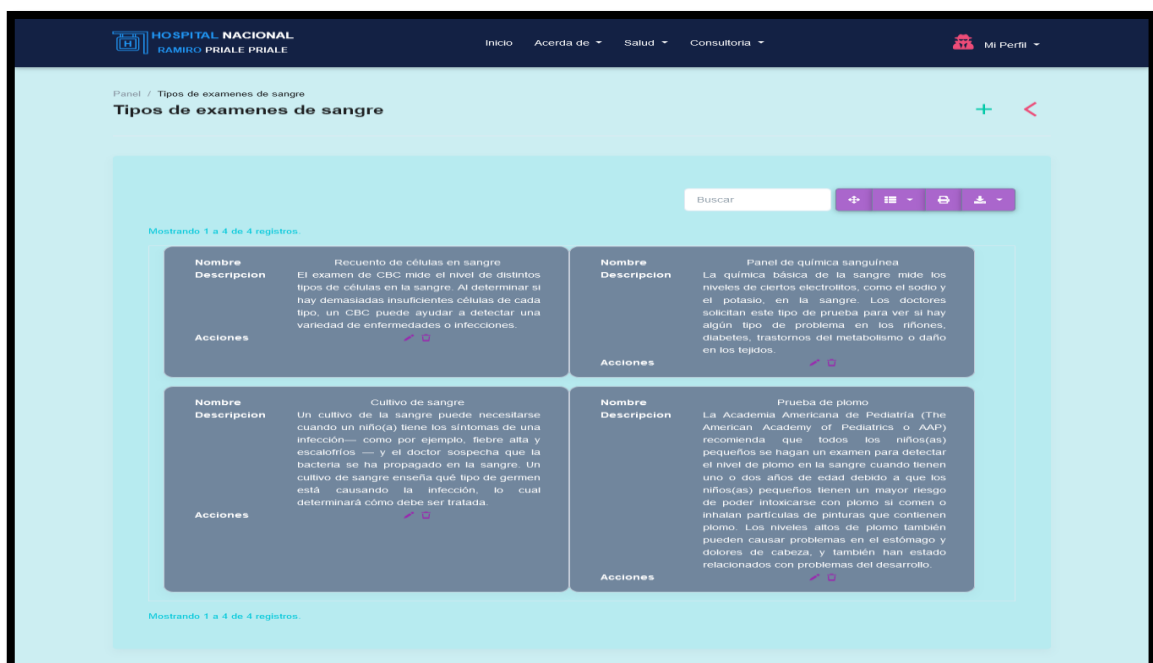 HOSPITAL NACIONAL
RAMIRO PRIALE PRIALE
Inicio Acerda de Salud Consultoria Mi Perfil
Panel / Tipos de examenes de sangre
Tipos de examenes de sangre
Buscar
Mostrando 1 a 4 de 4 registros.
Nombre Recuento de células en sangre
Descripcion El examen de CBC mide el nivel de distintos
tipos de células en la sangre. Al determinar si
hay demasiadas insuficientes células de cada
tipo, un CBC puede ayudar a detectar una
variedad de enfermedades o infecciones.
Acciones
Nombre Panel de química sanguínea
Descripcion La química básica de la sangre mide los
niveles de ciertos electrolitos, como el sodio y
el potasio, en la sangre. Los doctores
solicitan este tipo de prueba para ver si hay
algún tipo de problema en los riñones,
diabetes, trastornos del metabolismo o daño
en los tejidos.
Acciones
Nombre Cultivo de sangre
Descripcion Un cultivo de la sangre puede necesitarse
cuando un niño(a) tiene los síntomas de una
infección— como por ejemplo, fiebre alta y
escalofríos — y el doctor sospecha que la
bacteria se ha propagado en la sangre. Un
cultivo de sangre enseña qué tipo de germen
está causando la infección, lo cual
determinará cómo debe ser tratada.
Acciones
Nombre Prueba de plomo
Descripcion La Academia Americana de Pediatría (The
American Academy of Pediatrics o AAP)
recomienda que todos los niños(as)
pequeños se hagan un examen para detectar
el nivel de plomo en la sangre cuando tienen
uno o dos años de edad debido a que los
niños(as) pequeños tienen un mayor riesgo
de poder intoxicarse con plomo si comen o
inhalan partículas de pinturas que contienen
plomo. Los niveles altos de plomo también
pueden causar problemas en el estómago y
dolores de cabeza, y también han estado
relacionados con problemas del desarrollo.
Acciones
Mostrando 1 a 4 de 4 registros.